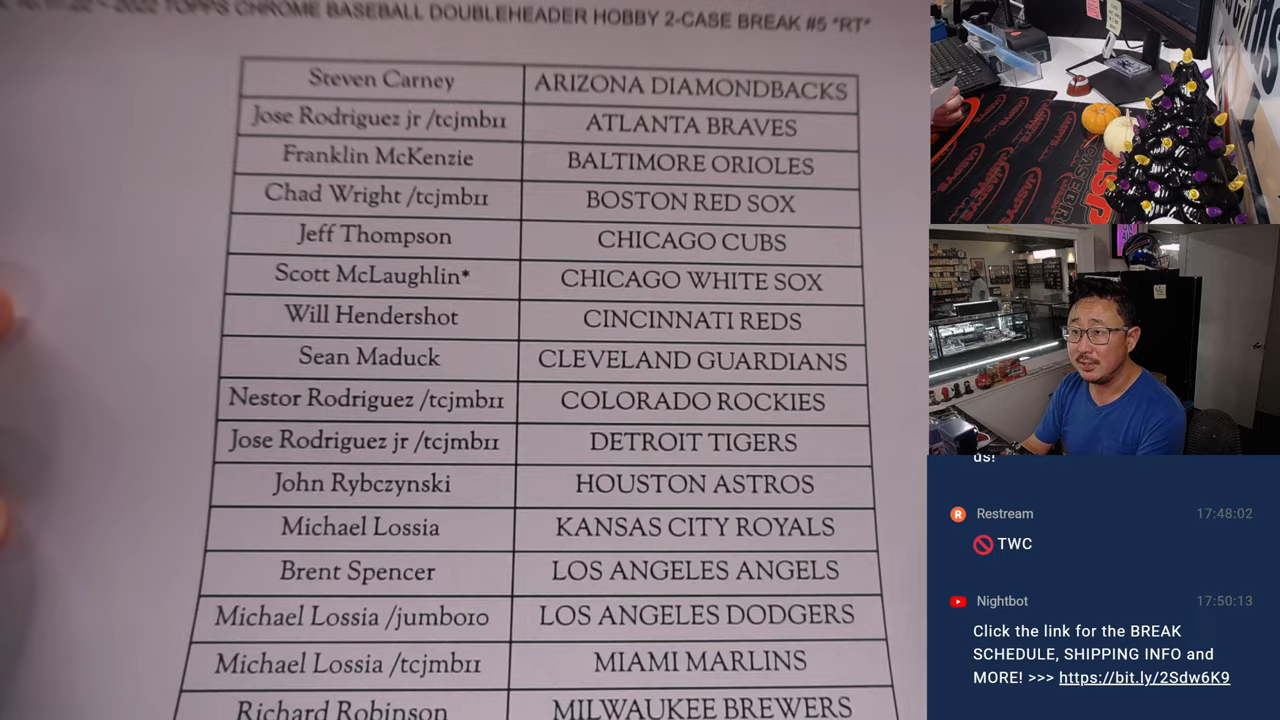 2022 TOPPS CHROME BASEBALL DOUBLEHEADER HOBBY 2-CASE BREAK #5 *RT*
Steven Carney ARIZONA DIAMONDBACKS
Jose Rodriguez jr /tcjmb11 ATLANTA BRAVES
Franklin McKenzie BALTIMORE ORIOLES
Chad Wright /tcjmb11 BOSTON RED SOX
Jeff Thompson CHICAGO CUBS
Scott McLaughlin* CHICAGO WHITE SOX
Will Hendershot CINCINNATI REDS
Sean Maduck CLEVELAND GUARDIANS
Nestor Rodriguez /tcjmb11 COLORADO ROCKIES
Jose Rodriguez jr /tcjmb11 DETROIT TIGERS
John Rybczynski HOUSTON ASTROS
Michael Lossia KANSAS CITY ROYALS
Brent Spencer LOS ANGELES ANGELS
Michael Lossia /jumbo10 LOS ANGELES DODGERS
Michael Lossia /tcjmb11 MIAMI MARLINS
Richard Robinson MILWAUKEE BREWERS
us!
Restream 17:48:02
TWC
Nightbot 17:50:13
Click the link for the BREAK
SCHEDULE, SHIPPING INFO and
MORE! >>> https://bit.ly/2Sdw6K9